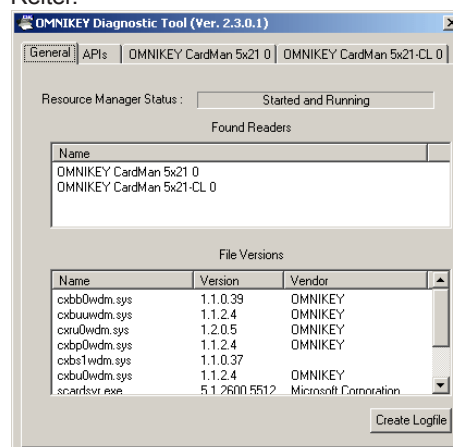 Reiter.
OMNIKEY Diagnostic Tool (Ver. 2.3.0.1)
General APIs OMNIKEY CardMan 5x21 0 OMNIKEY CardMan 5x21-CL 0
Resource Manager Status : Started and Running
Found Readers
Name
OMNIKEY CardMan 5x21 0
OMNIKEY CardMan 5x21-CL 0
File Versions
Name Version Vendor
cxbb0wdm.sys 1.1.0.39 OMNIKEY
cxbuuwdm.sys 1.1.2.4 OMNIKEY
cxru0wdm.sys 1.2.0.5 OMNIKEY
cxbp0wdm.sys 1.1.2.4 OMNIKEY
cxbs1wdm.sys 1.1.0.37
cxbu0wdm.sys 1.1.2.4 OMNIKEY
scardsvr.exe 5.1.2600.5512 Microsoft Corporation
Create Logfile